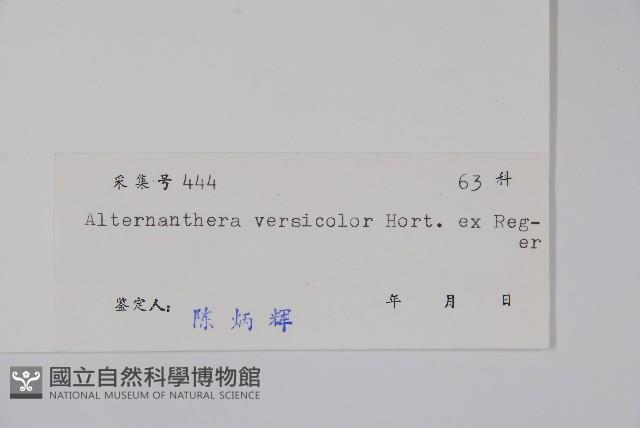 采集号 444 63 科
Alternanthera versicolor Hort. ex Reg-
er
鉴定人: 陈炳辉 年 月 日
國立自然科學博物館
NATIONAL MUSEUM OF NATURAL SCIENCE